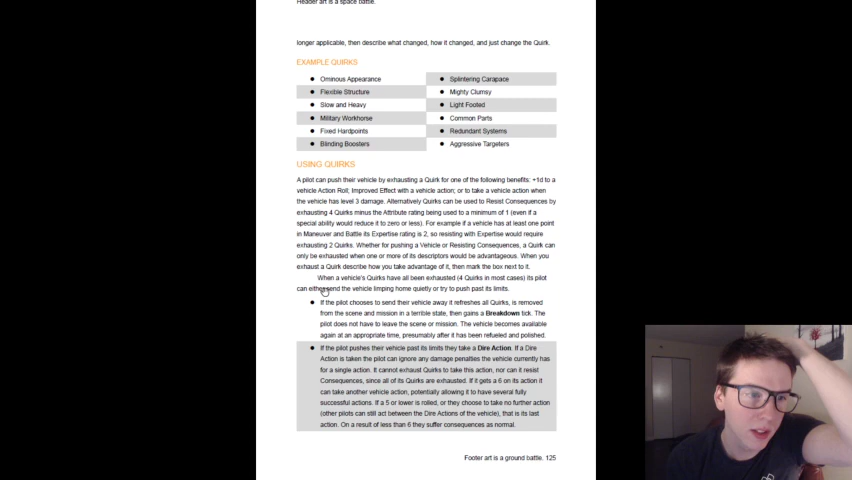 Header art is a space battle.
longer applicable, then describe what changed, how it changed, and just change the Quirk.
EXAMPLE QUIRKS
● Ominous Appearance ● Splintering Carapace
● Flexible Structure ● Mighty Clumsy
● Slow and Heavy ● Light Footed
● Military Workhorse ● Common Parts
● Fixed Hardpoints ● Redundant Systems
● Blinding Boosters ● Aggressive Targeters
USING QUIRKS
A pilot can push their vehicle by exhausting a Quirk for one of the following benefits: +1d to a
vehicle Action Roll; Improved Effect with a vehicle action; or to take a vehicle action when
the vehicle has level 3 damage. Alternatively Quirks can be used to Resist Consequences by
exhausting 4 Quirks minus the Attribute rating being used to a minimum of 1 (even if a
special ability would reduce it to zero or less). For example if a vehicle has at least one point
in Maneuver and Battle its Expertise rating is 2, so resisting with Expertise would require
exhausting 2 Quirks. Whether for pushing a Vehicle or Resisting Consequences, a Quirk can
only be exhausted when one or more of its descriptors would be advantageous. When you
exhaust a Quirk describe how you take advantage of it, then mark the box next to it.
When a vehicle's Quirks have all been exhausted (4 Quirks in most cases) its pilot
can either send the vehicle limping home quietly or try to push past its limits.
● If the pilot chooses to send their vehicle away it refreshes all Quirks, is removed
from the scene and mission in a terrible state, then gains a Breakdown tick. The
pilot does not have to leave the scene or mission. The vehicle becomes available
again at an appropriate time, presumably after it has been refueled and polished.
● If the pilot pushes their vehicle past its limits they take a Dire Action. If a Dire
Action is taken the pilot can ignore any damage penalties the vehicle currently has
for a single action. It cannot exhaust Quirks to take this action, nor can it resist
Consequences, since all of its Quirks are exhausted. If it gets a 6 on its action it
can take another vehicle action, potentially allowing it to have several fully
successful actions. If a 5 or lower is rolled, or they choose to take no further action
(other pilots can still act between the Dire Actions of the vehicle), that is its last
action. On a result of less than 6 they suffer consequences as normal.
Footer art is a ground battle. 125